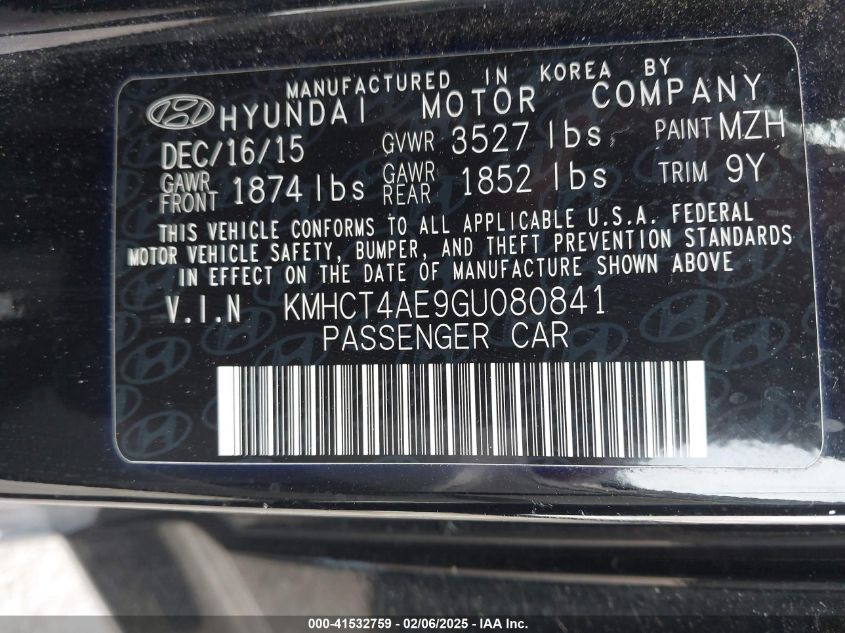 MANUFACTURED IN KOREA BY
HYUNDAI MOTOR COMPANY
DEC/16/15 GVWR 3527 lbs PAINT MZH
GAWR FRONT 1874 lbs GAWR REAR 1852 lbs TRIM 9Y
THIS VEHICLE CONFORMS TO ALL APPLICABLE U.S.A. FEDERAL
MOTOR VEHICLE SAFETY, BUMPER, AND THEFT PREVENTION STANDARDS
IN EFFECT ON THE DATE OF MANUFACTURE SHOWN ABOVE
V.I.N KMHCT4AE9GU080841
PASSENGER CAR
000-41532759 - 02/06/2025 - IAA Inc.